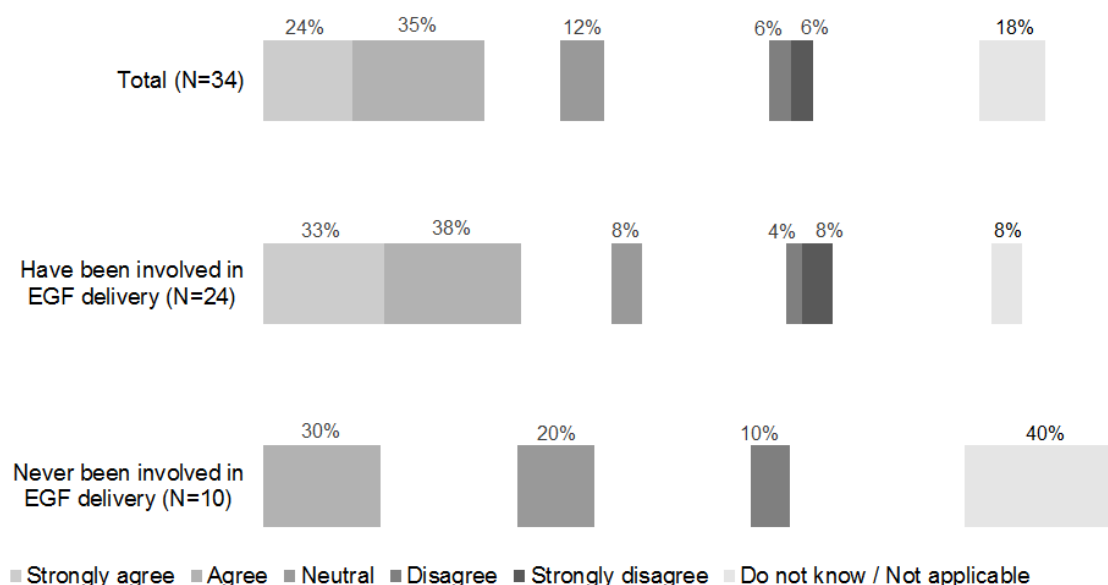 24% 35% 12% 6% 6% 18%
Total (N=34)
33% 38% 8% 4% 8% 8%
Have been involved in
EGF delivery (N=24)
30% 20% 10% 40%
Never been involved in
EGF delivery (N=10)
Strongly agree Agree Neutral Disagree Strongly disagree Do not know / Not applicable